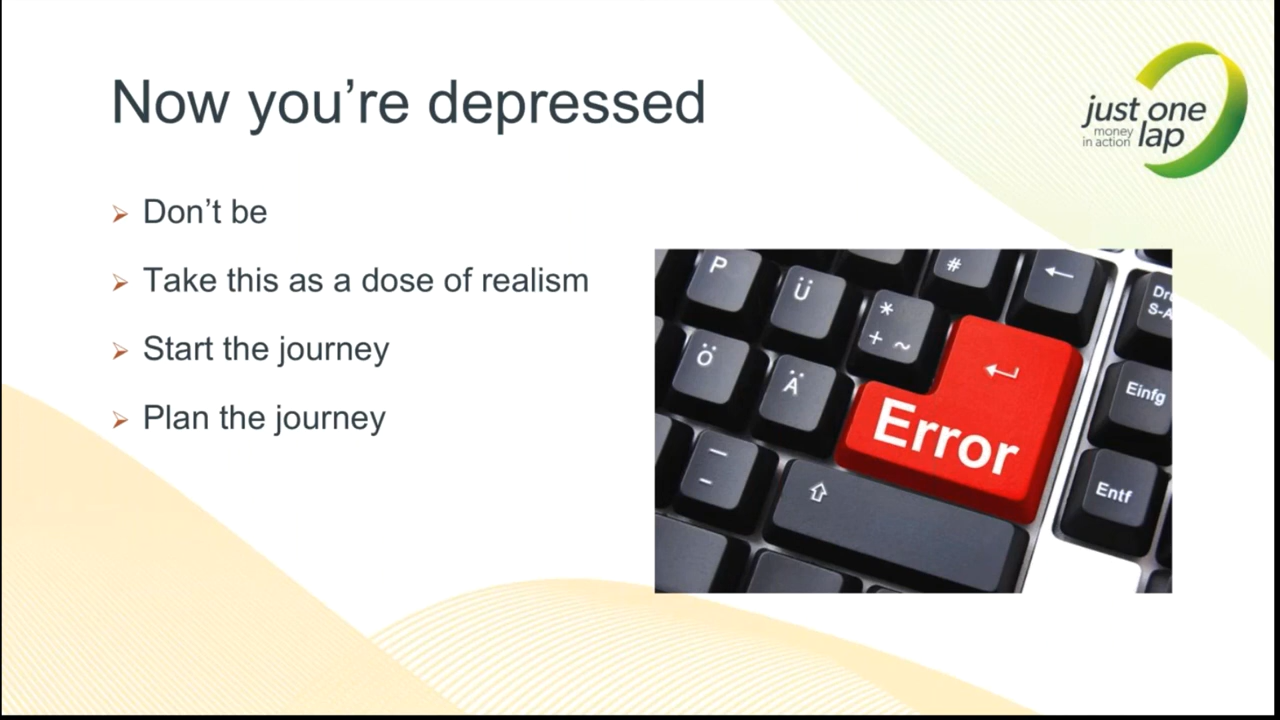 Now you’re depressed
just one
money
in action lap
Don’t be
Take this as a dose of realism
Start the journey
Plan the journey
P
Ü
*
+ ~
#
←
Ö
Ä
↵
Error
Einfg
Entf
_
-
⇧